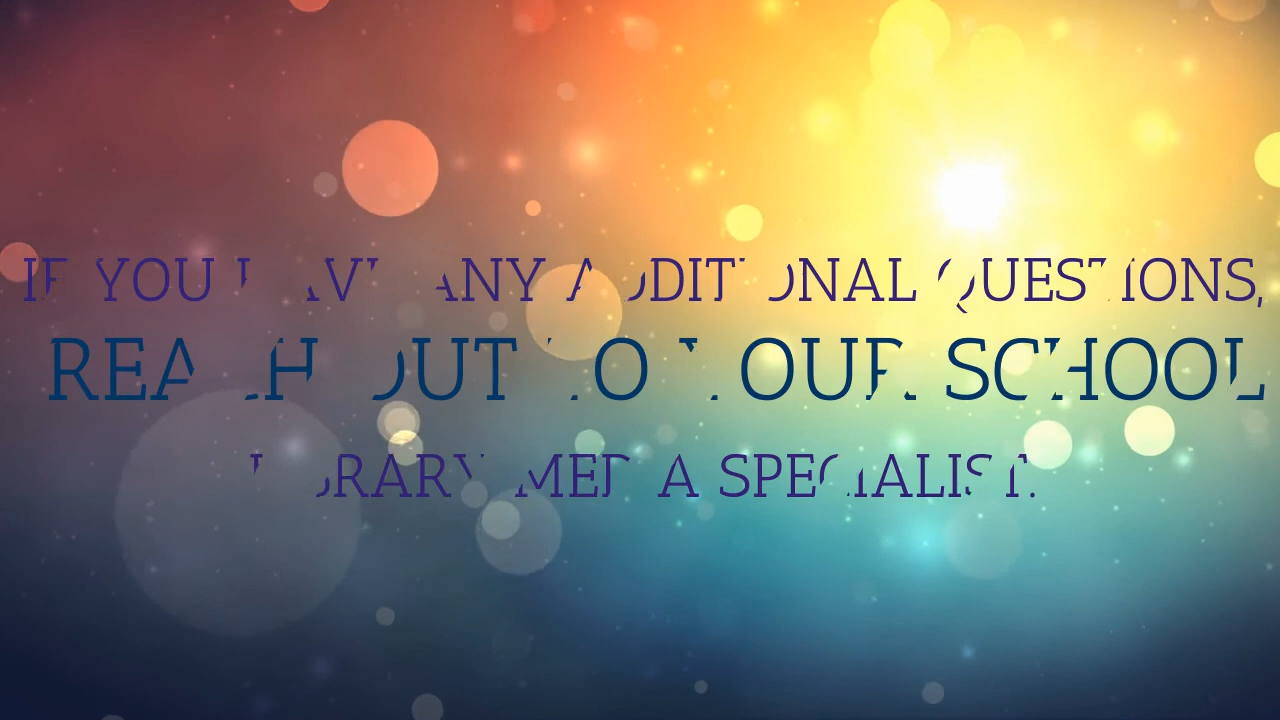 IF YOU HAVE ANY ADDITIONAL QUESTIONS,
REACH OUT TO YOUR SCHOOL
LIBRARY MEDIA SPECIALIST.